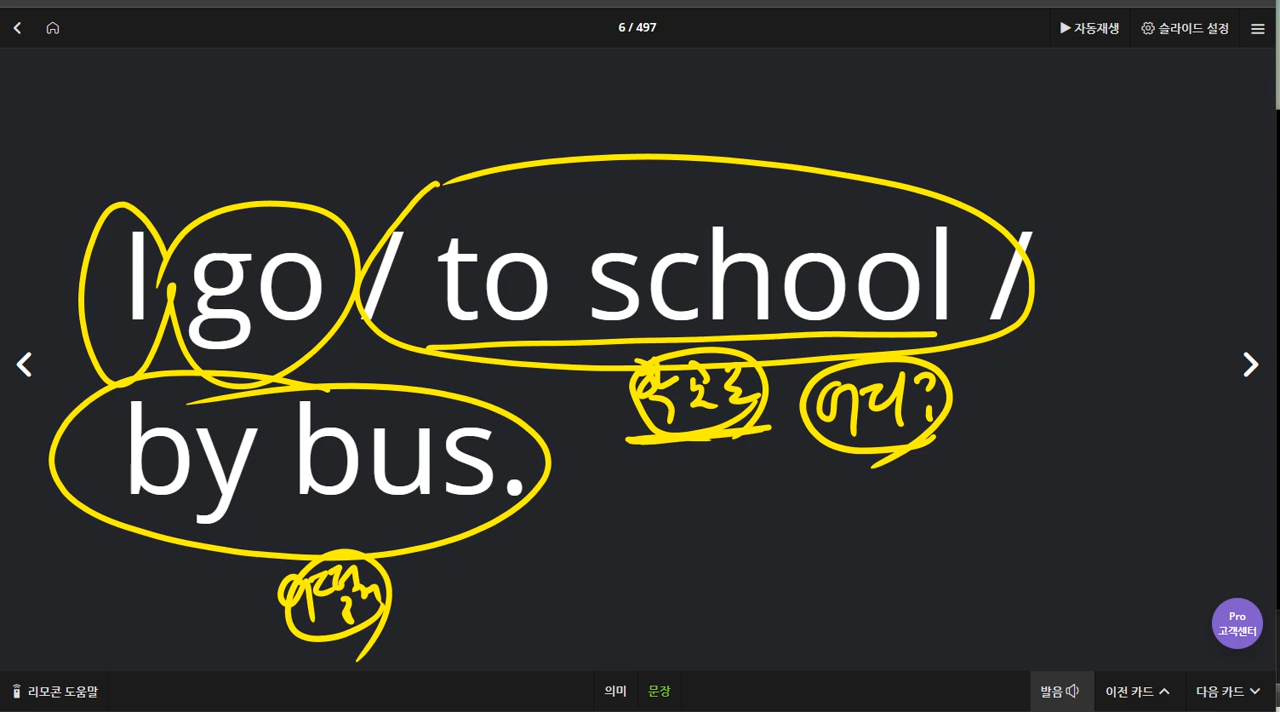 6 / 497
자동재생
슬라이드 설정
I go / to school /
학교로 어디?
by bus.
Pro
고객센터
리모콘 도움말
의미
문장
발음
이전 카드
다음 카드